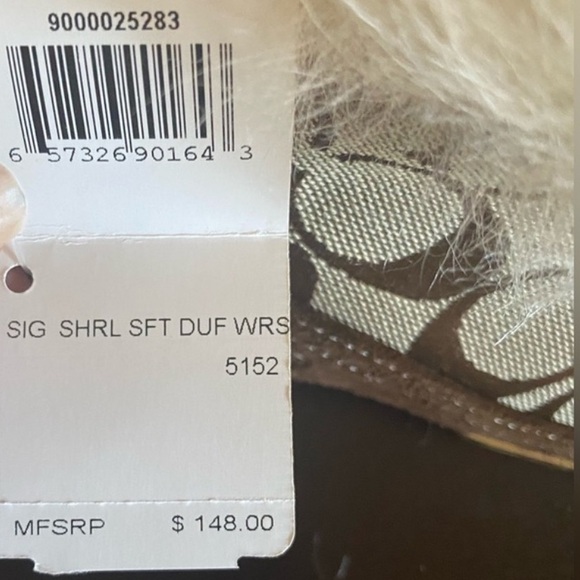 9000025283
6 57326 90164 3
SIG SHRL SFT DUF WRS
5152
MFSRP $ 148.00